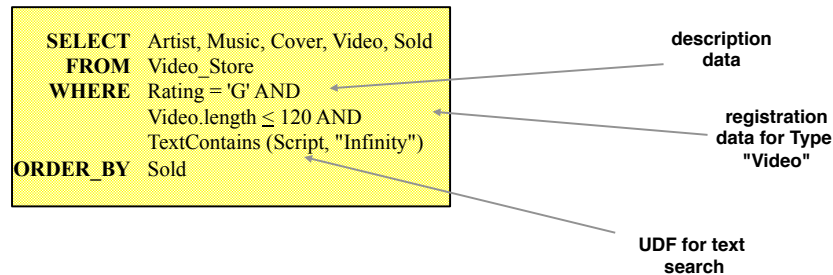 SELECT Artist, Music, Cover, Video, Sold
FROM Video_Store
WHERE Rating = 'G' AND
Video.length ≤ 120 AND
TextContains (Script, "Infinity")
ORDER_BY Sold
description
data
registration
data for Type
"Video"
UDF for text
search